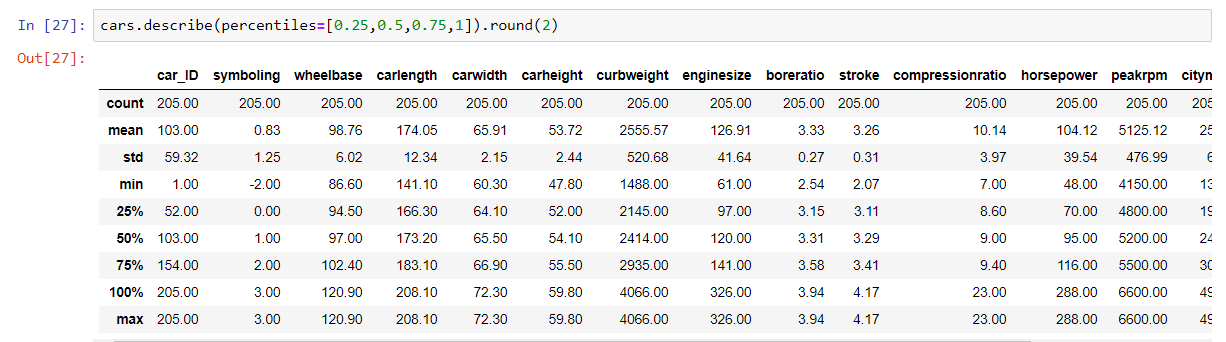 In [27]: cars.describe(percentiles=[0.25,0.5,0.75,1]).round(2)
Out[27]:
car_ID symboling wheelbase carlength carwidth carheight curbweight enginesize boreratio stroke compressionratio horsepower peakrpm
count 205.00 205.00 205.00 205.00 205.00 205.00 205.00 205.00 205.00 205.00 205.00 205.00 205.00
mean 103.00 0.83 98.76 174.05 65.91 53.72 2555.57 126.91 3.33 3.26 10.14 104.12 5125.12
std 59.32 1.25 6.02 12.34 2.15 2.44 520.68 41.64 0.27 0.31 3.97 39.54 476.99
min 1.00 -2.00 86.60 141.10 60.30 47.80 1488.00 61.00 2.54 2.07 7.00 48.00 4150.00
25% 52.00 0.00 94.50 166.30 64.10 52.00 2145.00 97.00 3.15 3.11 8.60 70.00 4800.00
50% 103.00 1.00 97.00 173.20 65.50 54.10 2414.00 120.00 3.31 3.29 9.00 95.00 5200.00
75% 154.00 2.00 102.40 183.10 66.90 55.50 2935.00 141.00 3.58 3.41 9.40 116.00 5500.00
100% 205.00 3.00 120.90 208.10 72.30 59.80 4066.00 326.00 3.94 4.17 23.00 288.00 6600.00
max 205.00 3.00 120.90 208.10 72.30 59.80 4066.00 326.00 3.94 4.17 23.00 288.00 6600.00